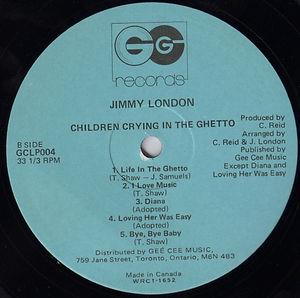 GG
records
JIMMY LONDON
CHILDREN CRYING IN THE GHETTO
B SIDE
GCLP004
33 1/3 RPM
Produced by
C. Reid
Arranged by
C. Reid & J. London
Published by
Gee Cee Music
Except Diana and
Loving Her Was Easy
1. Life In The Ghetto
(T. Shaw — J. Samuels)
2. I Love Music
(T. Shaw)
3. Diana
(Adopted)
4. Loving Her Was Easy
(Adopted)
5. Bye, Bye Baby
(T. Shaw)
Distributed by GEE CEE MUSIC,
759 Jane Street, Toronto, Ontario, M6N 4B3
Made in Canada
WRC1-1652